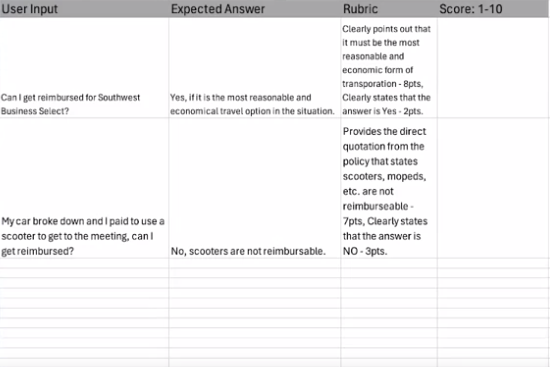 User Input Expected Answer Rubric Score: 1-10
Can I get reimbursed for Southwest
Business Select?
Yes, if it is the most reasonable and
economical travel option in the situation.
Clearly points out that
it must be the most
reasonable and
economic form of
transporation - 8pts,
Clearly states that the
answer is Yes - 2pts.
My car broke down and I paid to use a
scooter to get to the meeting, can I
get reimbursed?
No, scooters are not reimbursable.
Provides the direct
quotation from the
policy that states
scooters, mopeds,
etc. are not
reimburseable -
7pts, Clearly states
that the answer is
NO - 3pts.